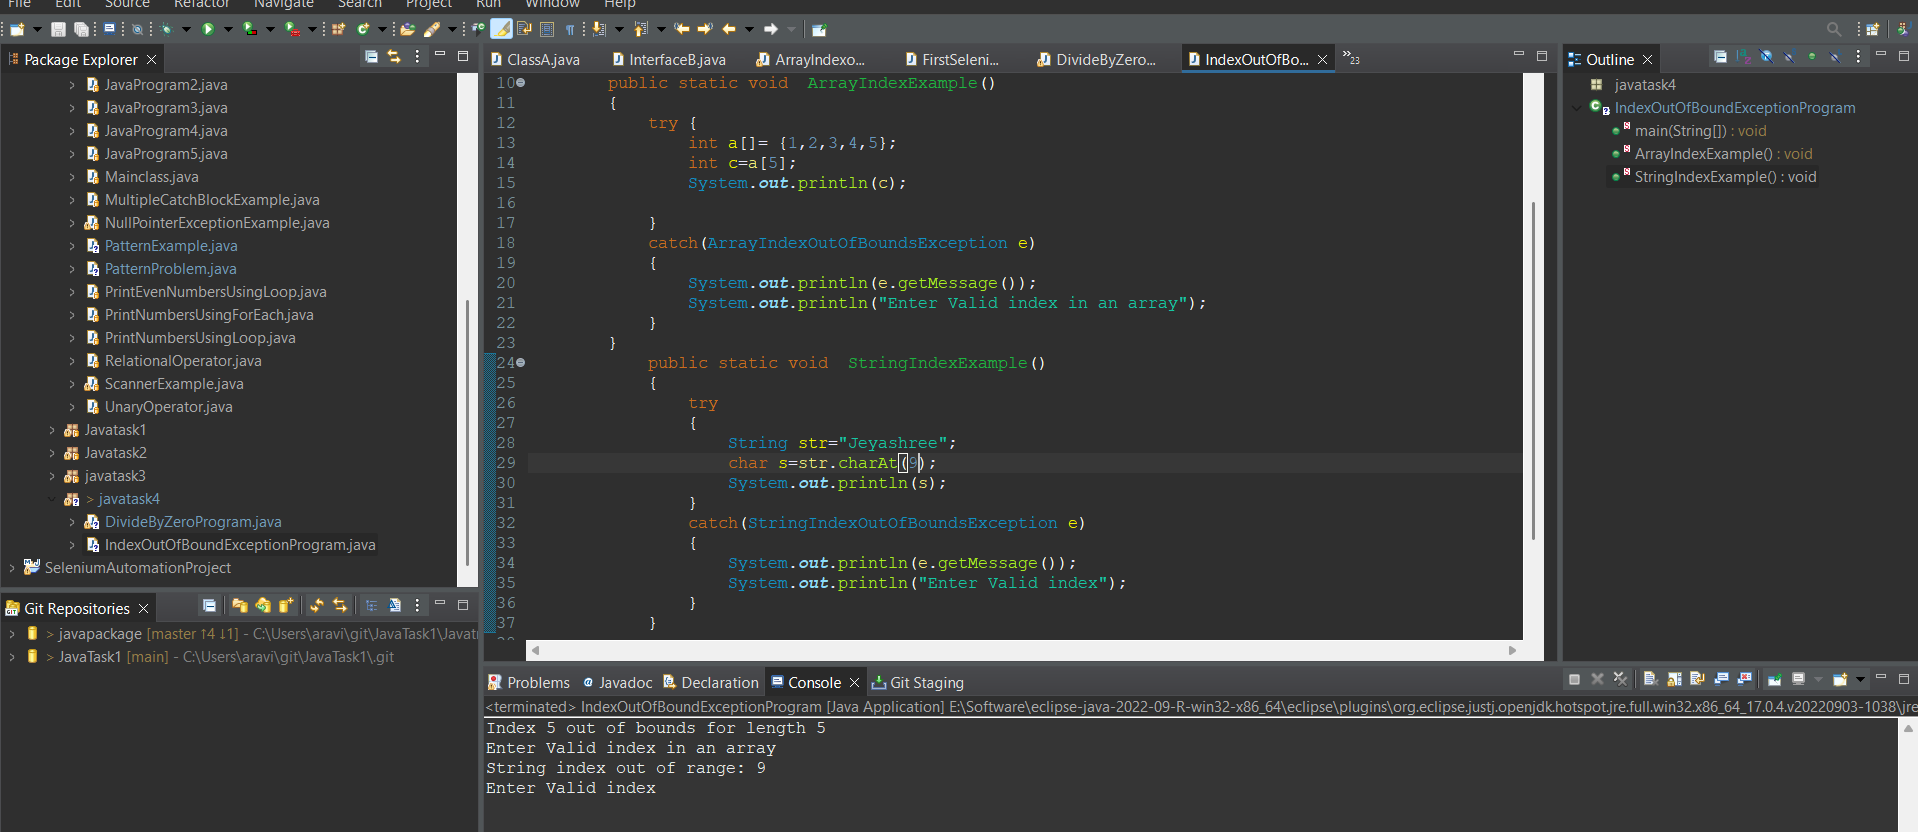 File Edit Source Refactor Navigate Search Project Run Window Help
Package Explorer
JavaProgram2.java
JavaProgram3.java
JavaProgram4.java
JavaProgram5.java
Mainclass.java
MultipleCatchBlockExample.java
NullPointerExceptionExample.java
PatternExample.java
PatternProblem.java
PrintEvenNumbersUsingLoop.java
PrintNumbersUsingForEach.java
PrintNumbersUsingLoop.java
RelationalOperator.java
ScannerExample.java
UnaryOperator.java
Javatask1
Javatask2
javatask3
> javatask4
DivideByZeroProgram.java
IndexOutOfBoundExceptionProgram.java
SeleniumAutomationProject
Git Repositories
> javapackage [master ↑4 ↓1] - C:\Users\aravi\git\JavaTask1\Javat
> JavaTask1 [main] - C:\Users\aravi\git\JavaTask1\.git
ClassA.java InterfaceB.java ArrayIndexo... FirstSeleni... DivideByZero... IndexOutOfBo... »23
10 public static void ArrayIndexExample()
11 {
12 try {
13 int a[]= {1,2,3,4,5};
14 int c=a[5];
15 System.out.println(c);
16
17 }
18 catch(ArrayIndexOutOfBoundsException e)
19 {
20 System.out.println(e.getMessage());
21 System.out.println("Enter Valid index in an array");
22 }
23 }
24 public static void StringIndexExample()
25 {
26 try
27 {
28 String str="Jeyashree";
29 char s=str.charAt(9);
30 System.out.println(s);
31 }
32 catch(StringIndexOutOfBoundsException e)
33 {
34 System.out.println(e.getMessage());
35 System.out.println("Enter Valid index");
36 }
37 }
Outline
javatask4
IndexOutOfBoundExceptionProgram
main(String[]) : void
ArrayIndexExample() : void
StringIndexExample() : void
Problems Javadoc Declaration Console Git Staging
<terminated> IndexOutOfBoundExceptionProgram [Java Application] E:\Software\eclipse-java-2022-09-R-win32-x86_64\eclipse\plugins\org.eclipse.justj.openjdk.hotspot.jre.full.win32.x86_64_17.0.4.v20220903-1038\jre
Index 5 out of bounds for length 5
Enter Valid index in an array
String index out of range: 9
Enter Valid index